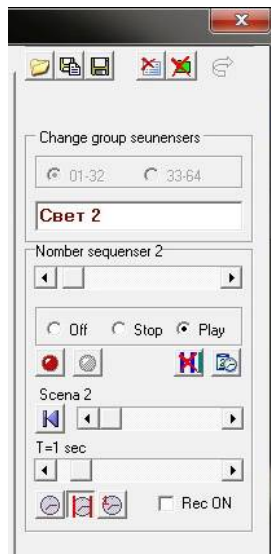 Change group seunensers
01-32 33-64
Свет 2
Nomber sequenser 2
Off Stop Play
Scena 2
T=1 sec
Rec ON